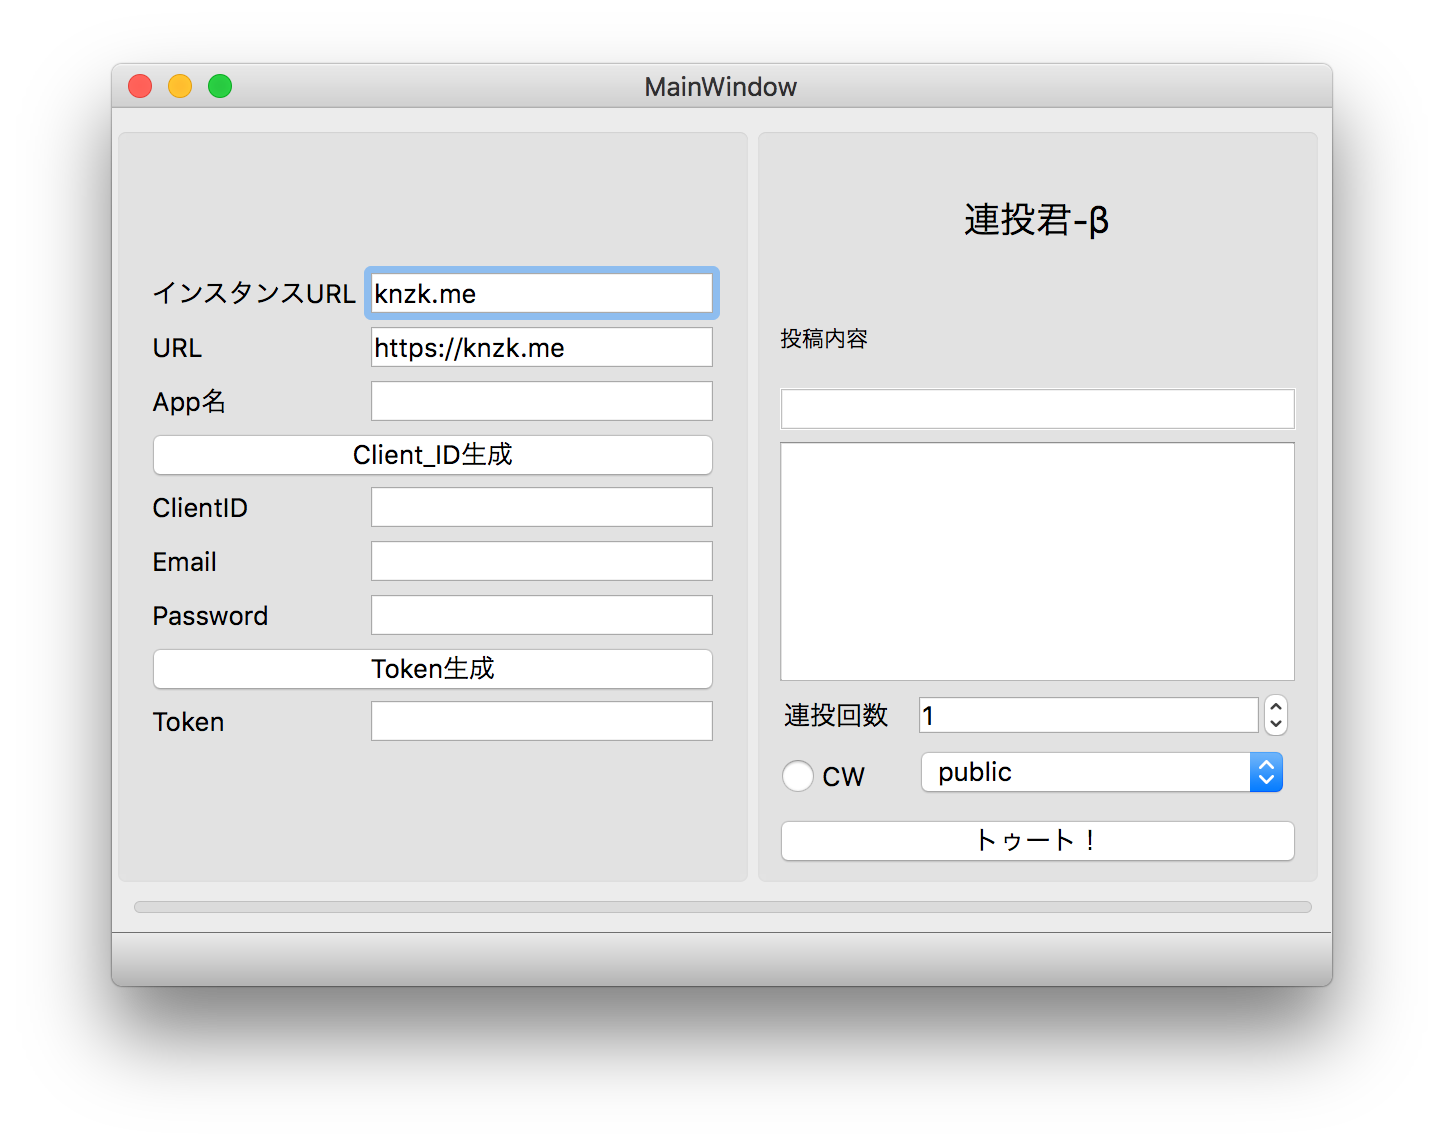 MainWindow
インスタンスURL knzk.me
URL https://knzk.me
App名
Client_ID生成
ClientID
Email
Password
Token生成
Token
連投君-β
投稿内容
連投回数 1
CW public
トゥート！